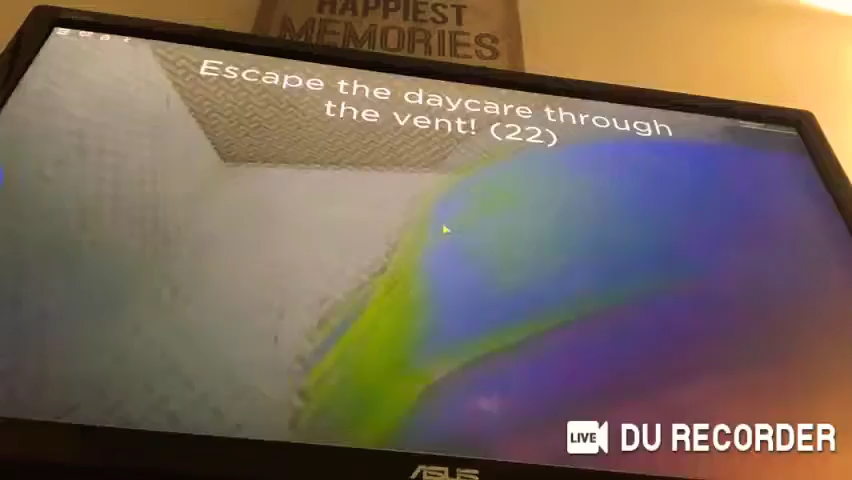 HAPPIEST
MEMORIES
Escape the daycare through
the vent! (22)
LIVE DU RECORDER
ASUS